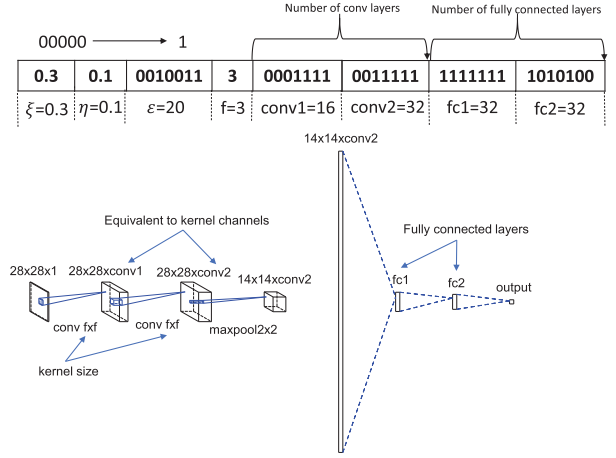 Number of conv layers
Number of fully connected layers
00000 1
0.3 0.1 0010011 3 0001111 0011111 1111111 1010100
ξ=0.3 η=0.1 ε=20 f=3 conv1=16 conv2=32 fc1=32 fc2=32
14x14xconv2
Equivalent to kernel channels
Fully connected layers
28x28x1 28x28xconv1 28x28xconv2 14x14xconv2
fc1 fc2 output
conv fxf conv fxf maxpool2x2
kernel size